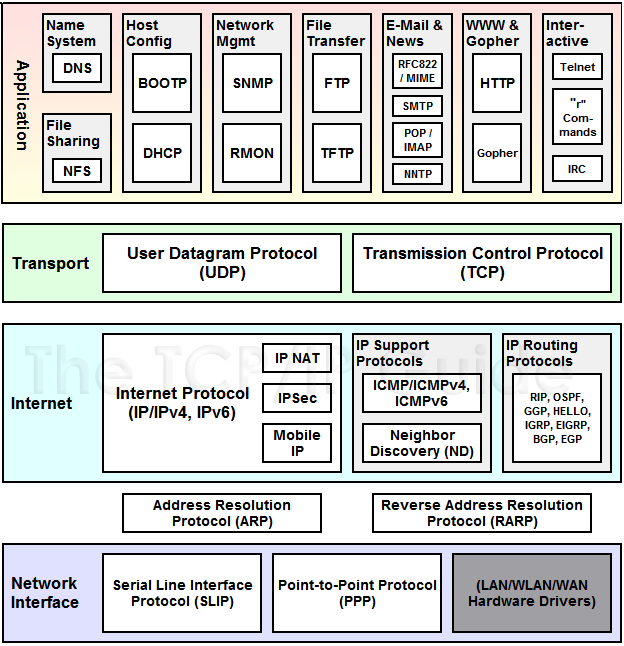 Application
Name
System
DNS
File
Sharing
NFS
Host
Config
BOOTP
DHCP
Network
Mgmt
SNMP
RMON
File
Transfer
FTP
TFTP
E-Mail &
News
RFC822
/ MIME
SMTP
POP /
IMAP
NNTP
WWW &
Gopher
HTTP
Gopher
Inter-
active
Telnet
"r"
Com-
mands
IRC
Transport
User Datagram Protocol
(UDP)
Transmission Control Protocol
(TCP)
The TCP/IP Guide
Internet
Internet Protocol
(IP/IPv4, IPv6)
IP NAT
IPSec
Mobile
IP
IP Support
Protocols
ICMP/ICMPv4,
ICMPv6
Neighbor
Discovery (ND)
IP Routing
Protocols
RIP, OSPF,
GGP, HELLO,
IGRP, EIGRP,
BGP, EGP
Address Resolution
Protocol (ARP)
Reverse Address Resolution
Protocol (RARP)
Network
Interface
Serial Line Interface
Protocol (SLIP)
Point-to-Point Protocol
(PPP)
(LAN/WLAN/WAN
Hardware Drivers)